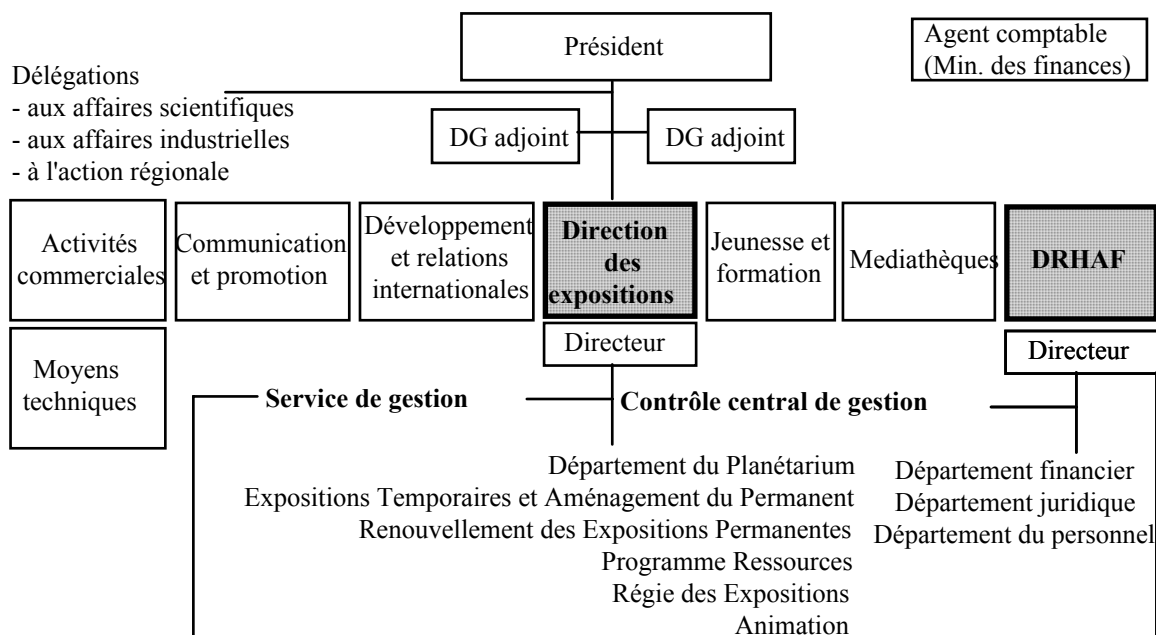 Président
Agent comptable
(Min. des finances)
Délégations
- aux affaires scientifiques
- aux affaires industrielles
- à l'action régionale
DG adjoint
DG adjoint
Activités
commerciales
Communication
et promotion
Développement
et relations
internationales
Direction
des
expositions
Jeunesse et
formation
Mediathèques
DRHAF
Directeur
Directeur
Moyens
techniques
Service de gestion
Contrôle central de gestion
Département du Planétarium
Expositions Temporaires et Aménagement du Permanent
Renouvellement des Expositions Permanentes
Programme Ressources
Régie des Expositions
Animation
Département financier
Département juridique
Département du personnel